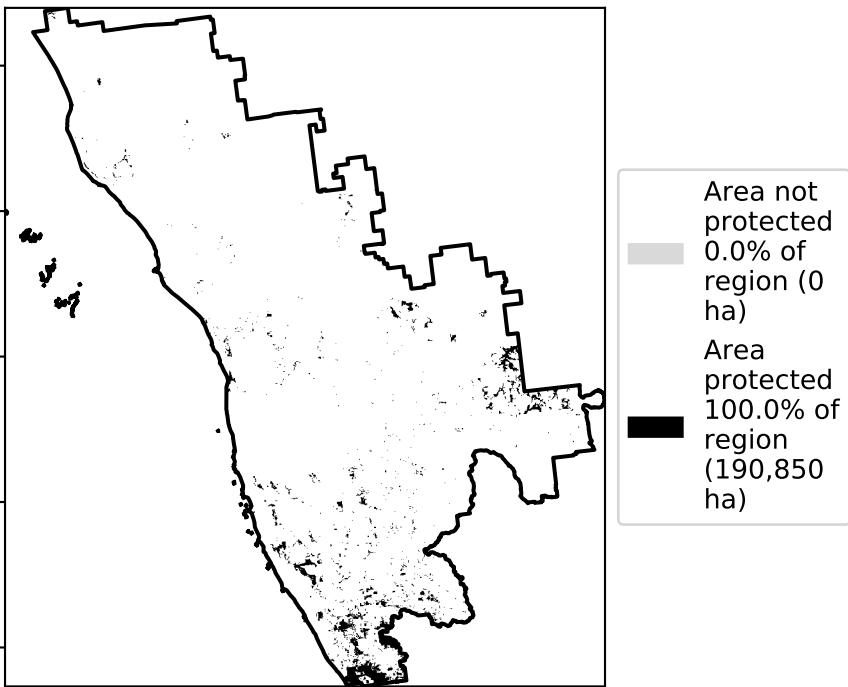 Area not
protected
0.0% of
region (0
ha)
Area
protected
100.0% of
region
(190,850
ha)